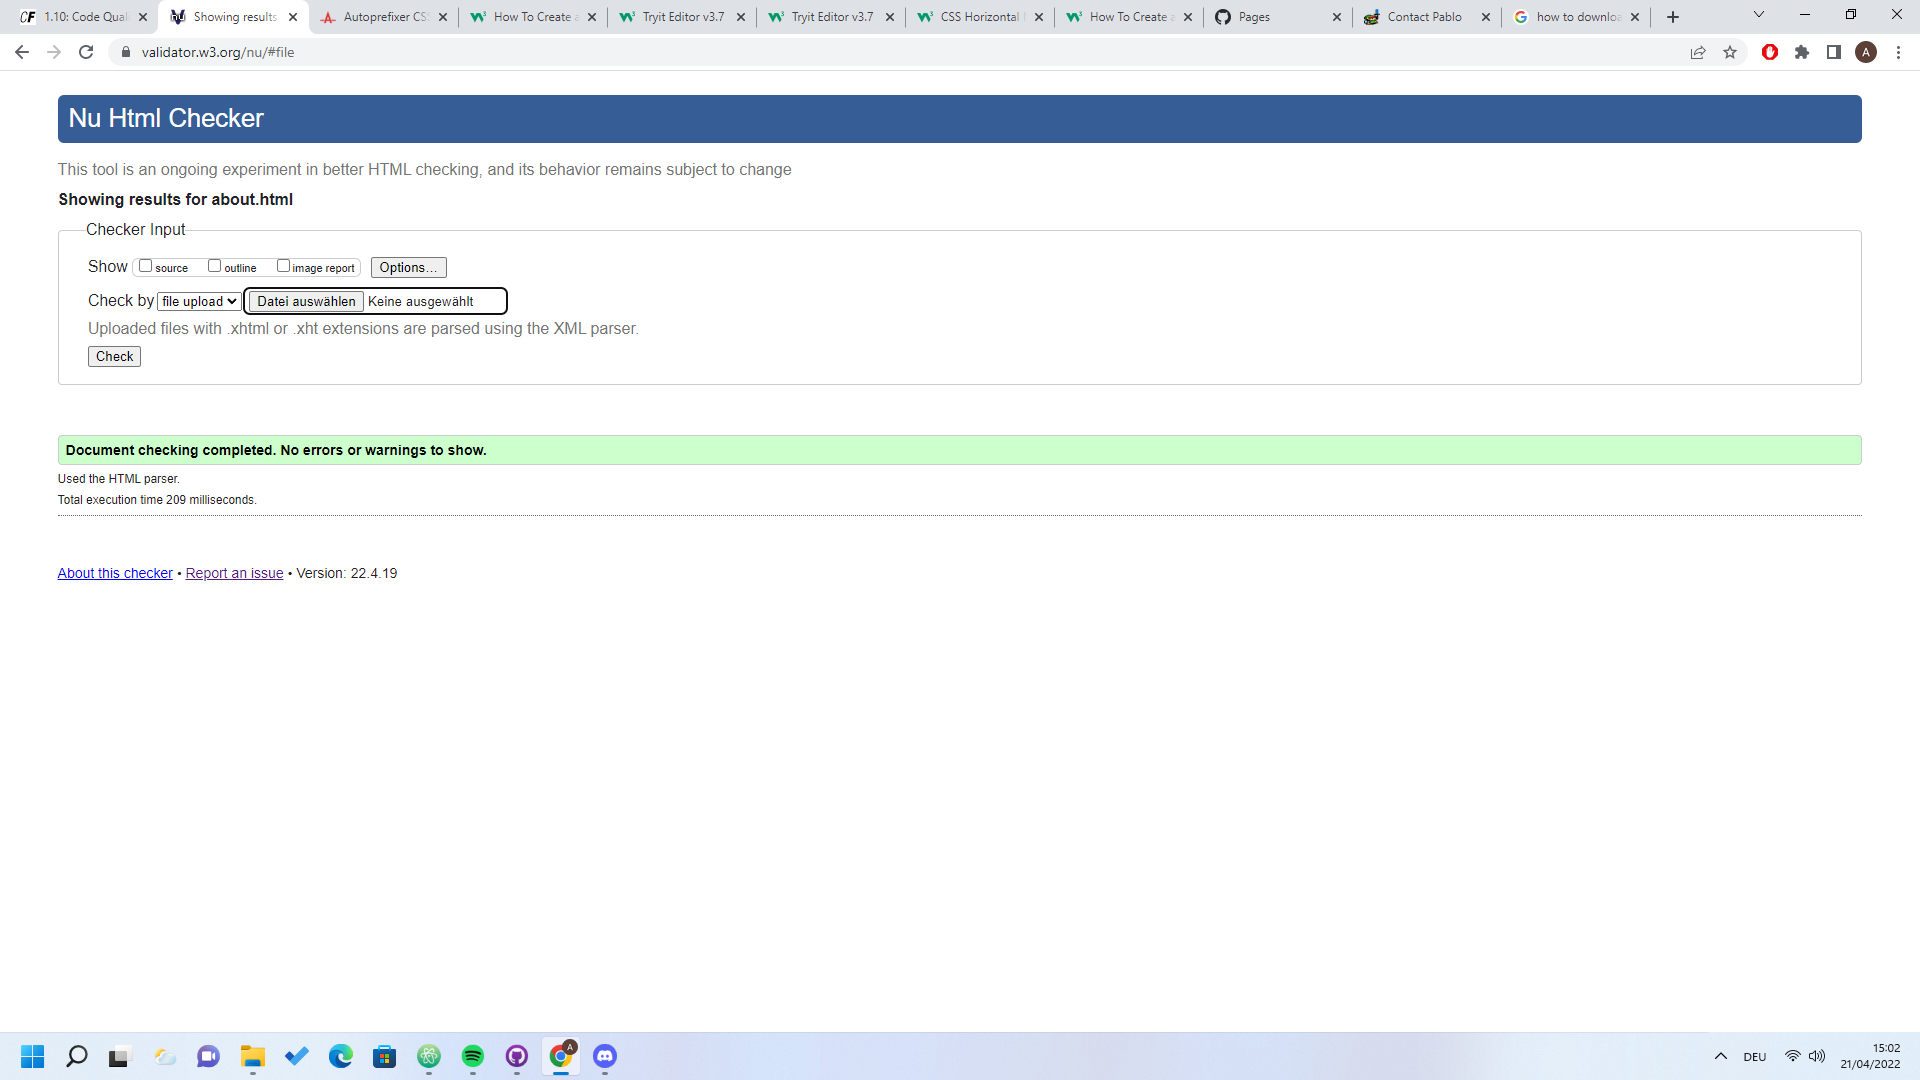 1.10: Code Qual
Showing results
Autoprefixer CSS
How To Create a
Tryit Editor v3.7
Tryit Editor v3.7
CSS Horizontal
How To Create a
Pages
Contact Pablo
how to downloa
validator.w3.org/nu/#file
A
Nu Html Checker
This tool is an ongoing experiment in better HTML checking, and its behavior remains subject to change
Showing results for about.html
Checker Input
Show source outline image report Options...
Check by file upload Datei auswählen Keine ausgewählt
Uploaded files with .xhtml or .xht extensions are parsed using the XML parser.
Check
Document checking completed. No errors or warnings to show.
Used the HTML parser.
Total execution time 209 milliseconds.
About this checker • Report an issue • Version: 22.4.19
A
DEU
15:02
21/04/2022